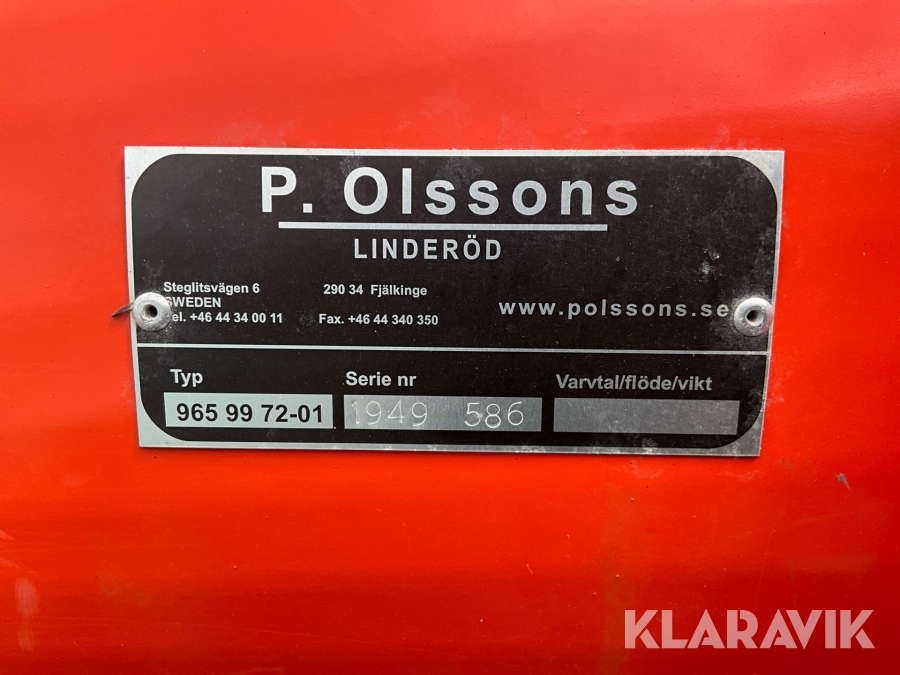 P. Olssons
LINDERÖD
Steglitsvägen 6 290 34 Fjälkinge
SWEDEN www.polssons.se
Tel. +46 44 34 00 11 Fax. +46 44 340 350
Typ Serie nr Varvtal/flöde/vikt
965 99 72-01 1949 586
KLARAVIK